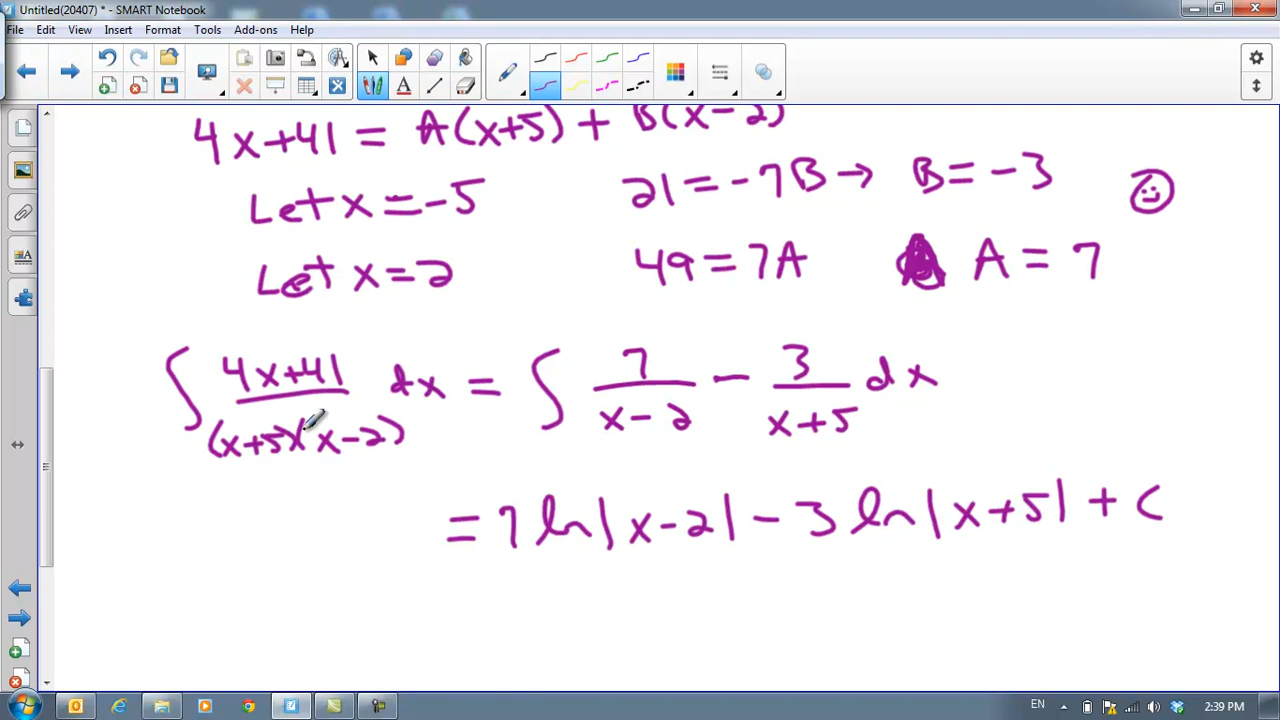 Untitled(20407) * - SMART Notebook
File Edit View Insert Format Tools Add-ons Help
4x+41 = A(x+5) + B(x-2)
Let x = -5 21 = -7B → B = -3
Let x = 2 49 = 7A A = 7
∫ (4x+41)/((x+5)(x-2)) dx = ∫ 7/(x-2) - 3/(x+5) dx
= 7 ln|x-2| - 3 ln|x+5| + C
EN 2:39 PM